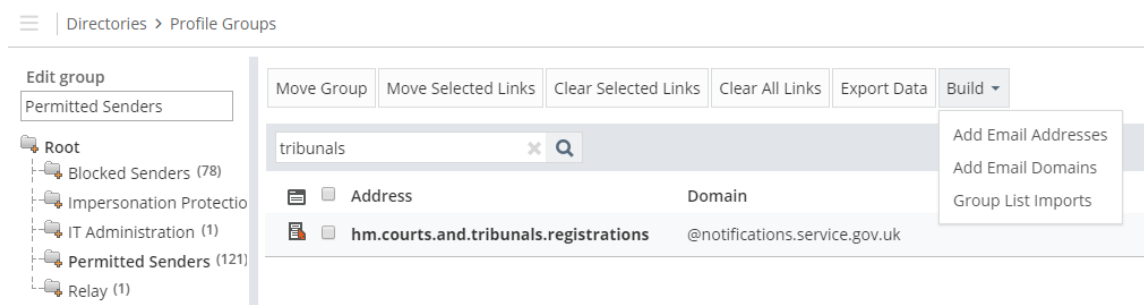 Directories > Profile Groups
Edit group
Permitted Senders
Root
Blocked Senders (78)
Impersonation Protectio
IT Administration (1)
Permitted Senders (121)
Relay (1)
Move Group Move Selected Links Clear Selected Links Clear All Links Export Data Build
Add Email Addresses
Add Email Domains
Group List Imports
tribunals
Address Domain
hm.courts.and.tribunals.registrations @notifications.service.gov.uk